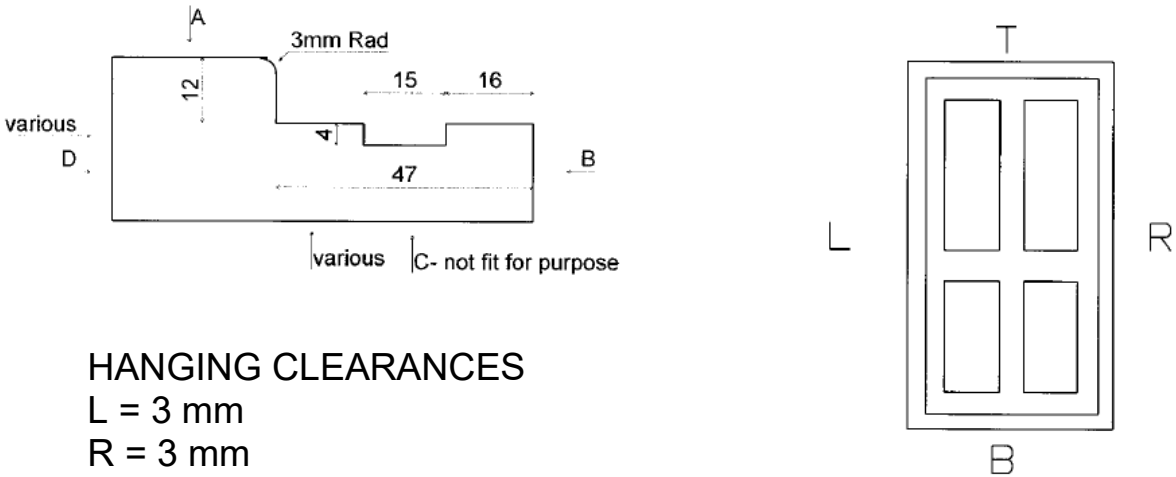 A
3mm Rad
T
15
16
12
various
4
D
47
B
L
R
various
C- not fit for purpose
HANGING CLEARANCES
L = 3 mm
R = 3 mm
B